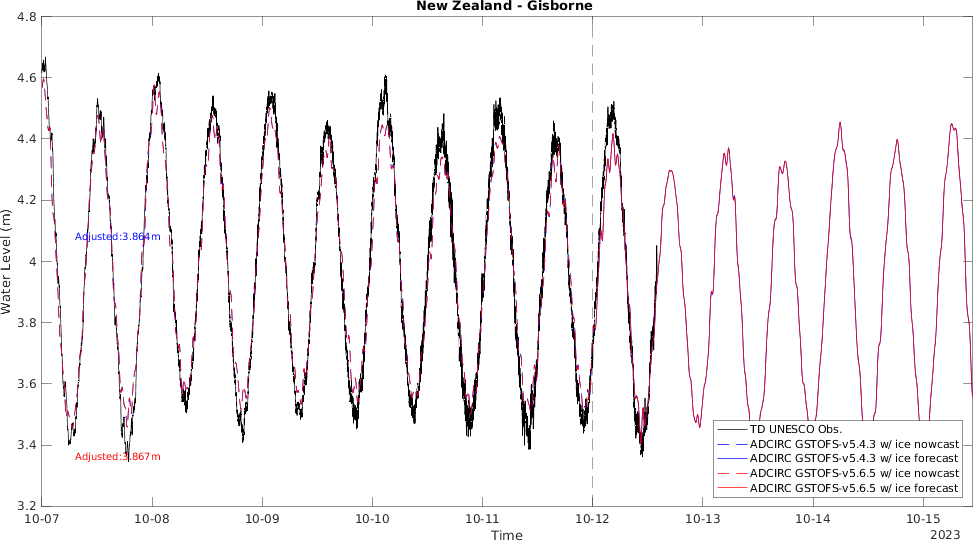 New Zealand - Gisborne
4.8
4.6
4.4
4.2
4
3.8
3.6
3.4
3.2
Water Level (m)
Adjusted:3.864m
Adjusted:3.867m
TD UNESCO Obs.
ADCIRC GSTOFS-v5.4.3 w/ ice nowcast
ADCIRC GSTOFS-v5.4.3 w/ ice forecast
ADCIRC GSTOFS-v5.6.5 w/ ice nowcast
ADCIRC GSTOFS-v5.6.5 w/ ice forecast
10-07 10-08 10-09 10-10 10-11 10-12 10-13 10-14 10-15
Time
2023